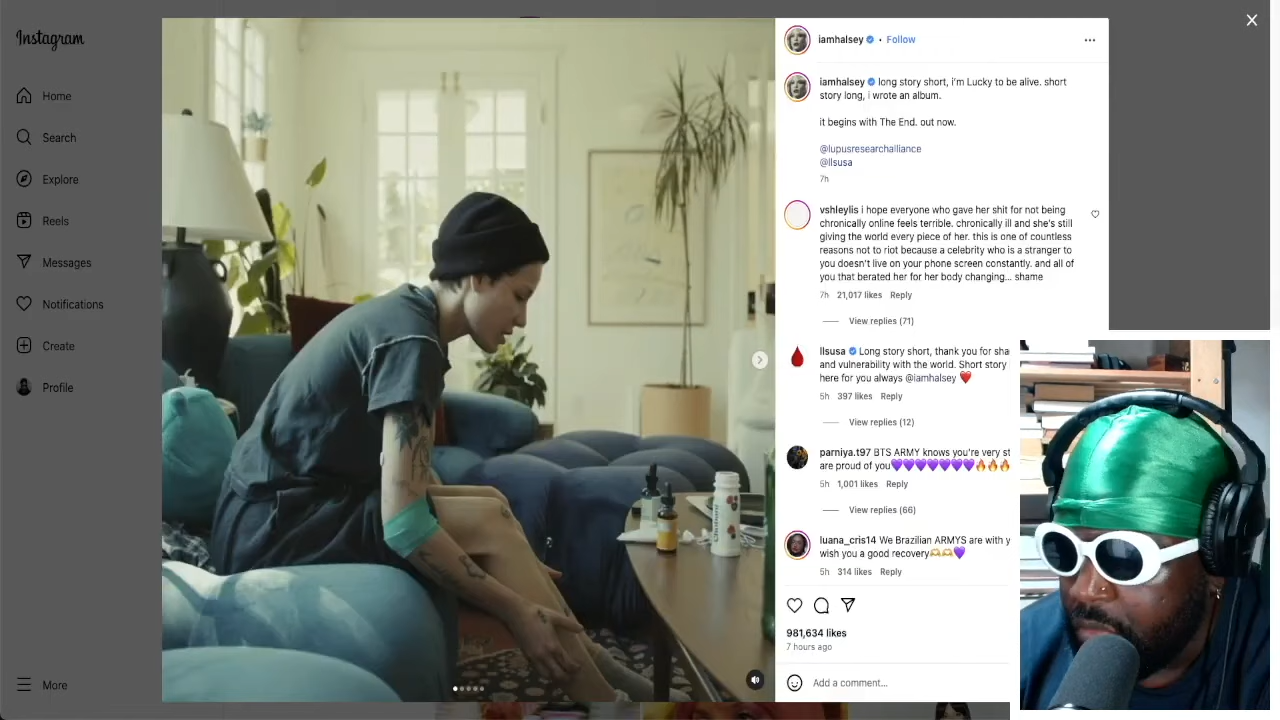 Instagram
Home
Search
Explore
Reels
Messages
Notifications
Create
Profile
More
iamhalsey • Follow
iamhalsey long story short, i'm Lucky to be alive. short
story long, i wrote an album.
it begins with The End. out now.
@lupusresearchalliance
@llsusa
7h
vshleylis i hope everyone who gave her shit for not being
chronically online feels terrible. chronically ill and she's still
giving the world every piece of her. this is one of countless
reasons not to riot because a celebrity who is a stranger to
you doesn't live on your phone screen constantly. and all of
you that berated her for her body changing... shame
7h 21,017 likes Reply
View replies (71)
llsusa Long story short, thank you for sha
and vulnerability with the world. Short story
here for you always @iamhalsey ❤️
5h 397 likes Reply
View replies (12)
parniya.t97 BTS ARMY knows you're very st
are proud of you💜💜💜💜💜💜💜🔥🔥🔥
5h 1,001 likes Reply
View replies (66)
luana_cris14 We Brazilian ARMYS are with y
wish you a good recovery🫶🫶💜
5h 314 likes Reply
981,634 likes
7 hours ago
Add a comment...